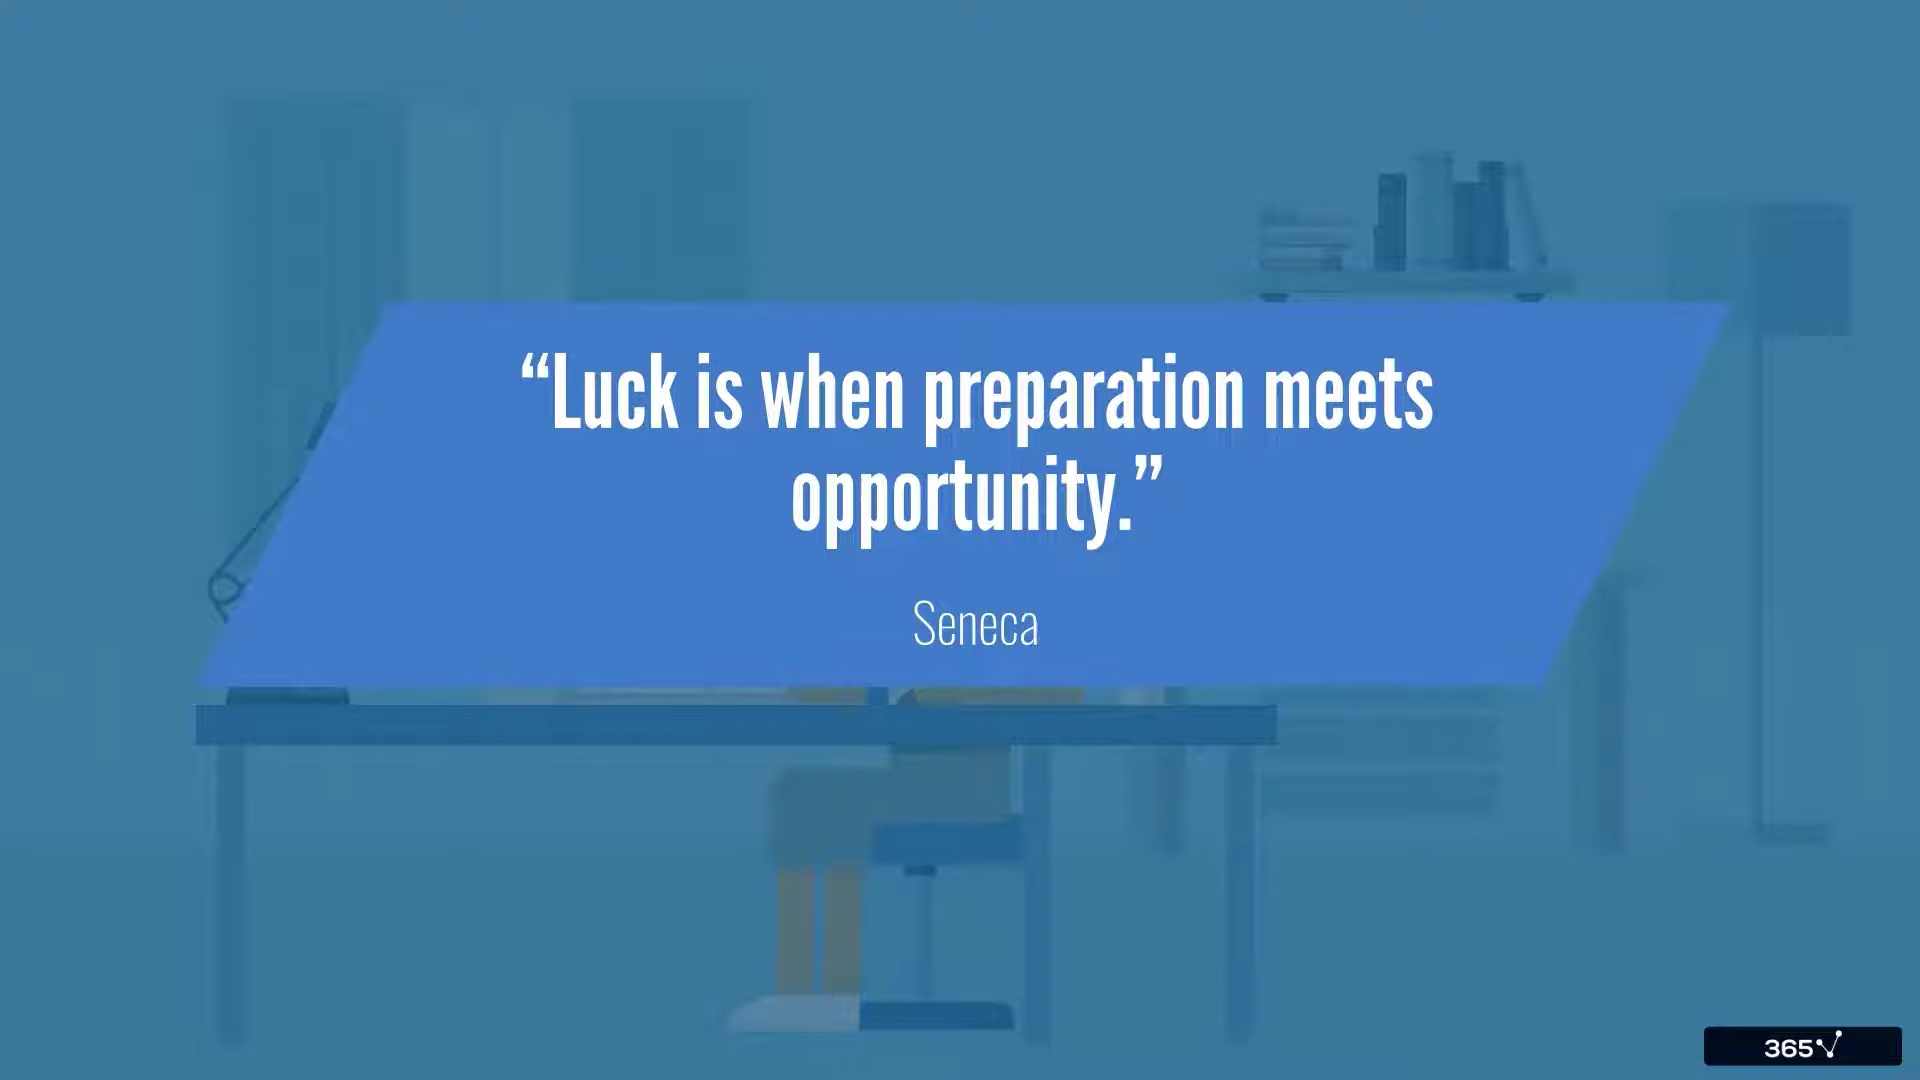 “Luck is when preparation meets
opportunity.”
Seneca
365